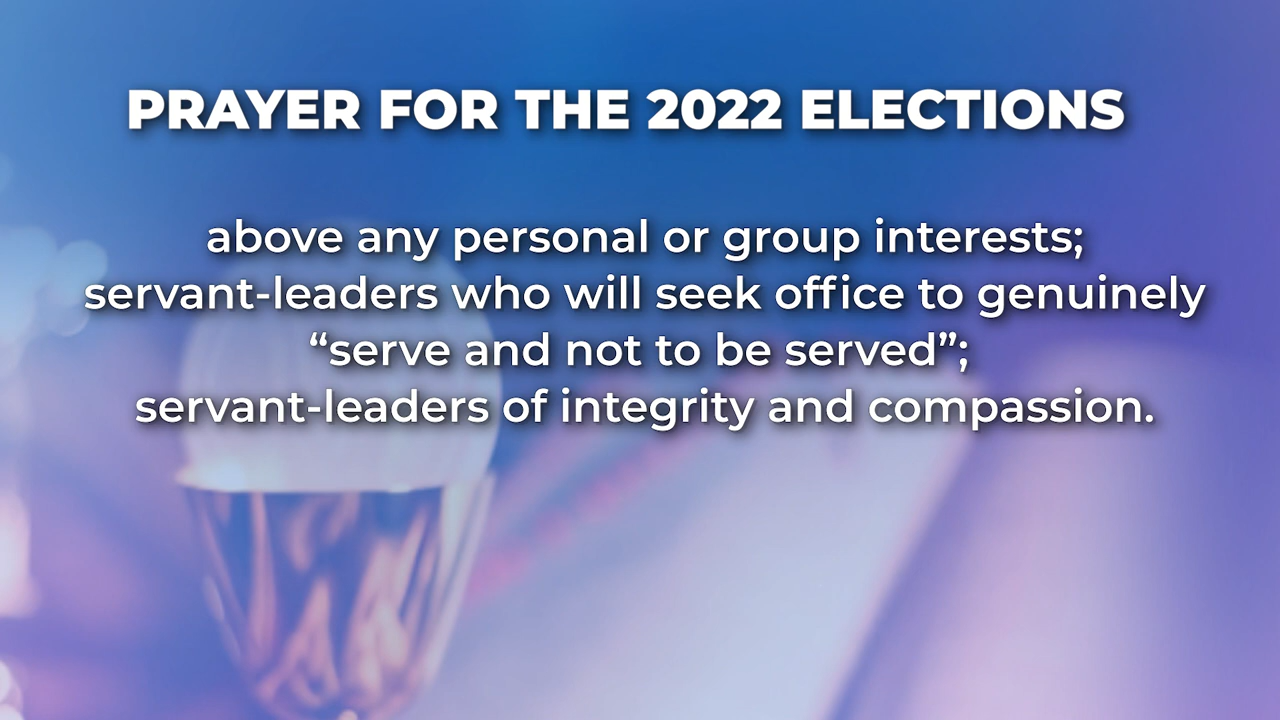 PRAYER FOR THE 2022 ELECTIONS
above any personal or group interests;
servant-leaders who will seek office to genuinely
“serve and not to be served”;
servant-leaders of integrity and compassion.